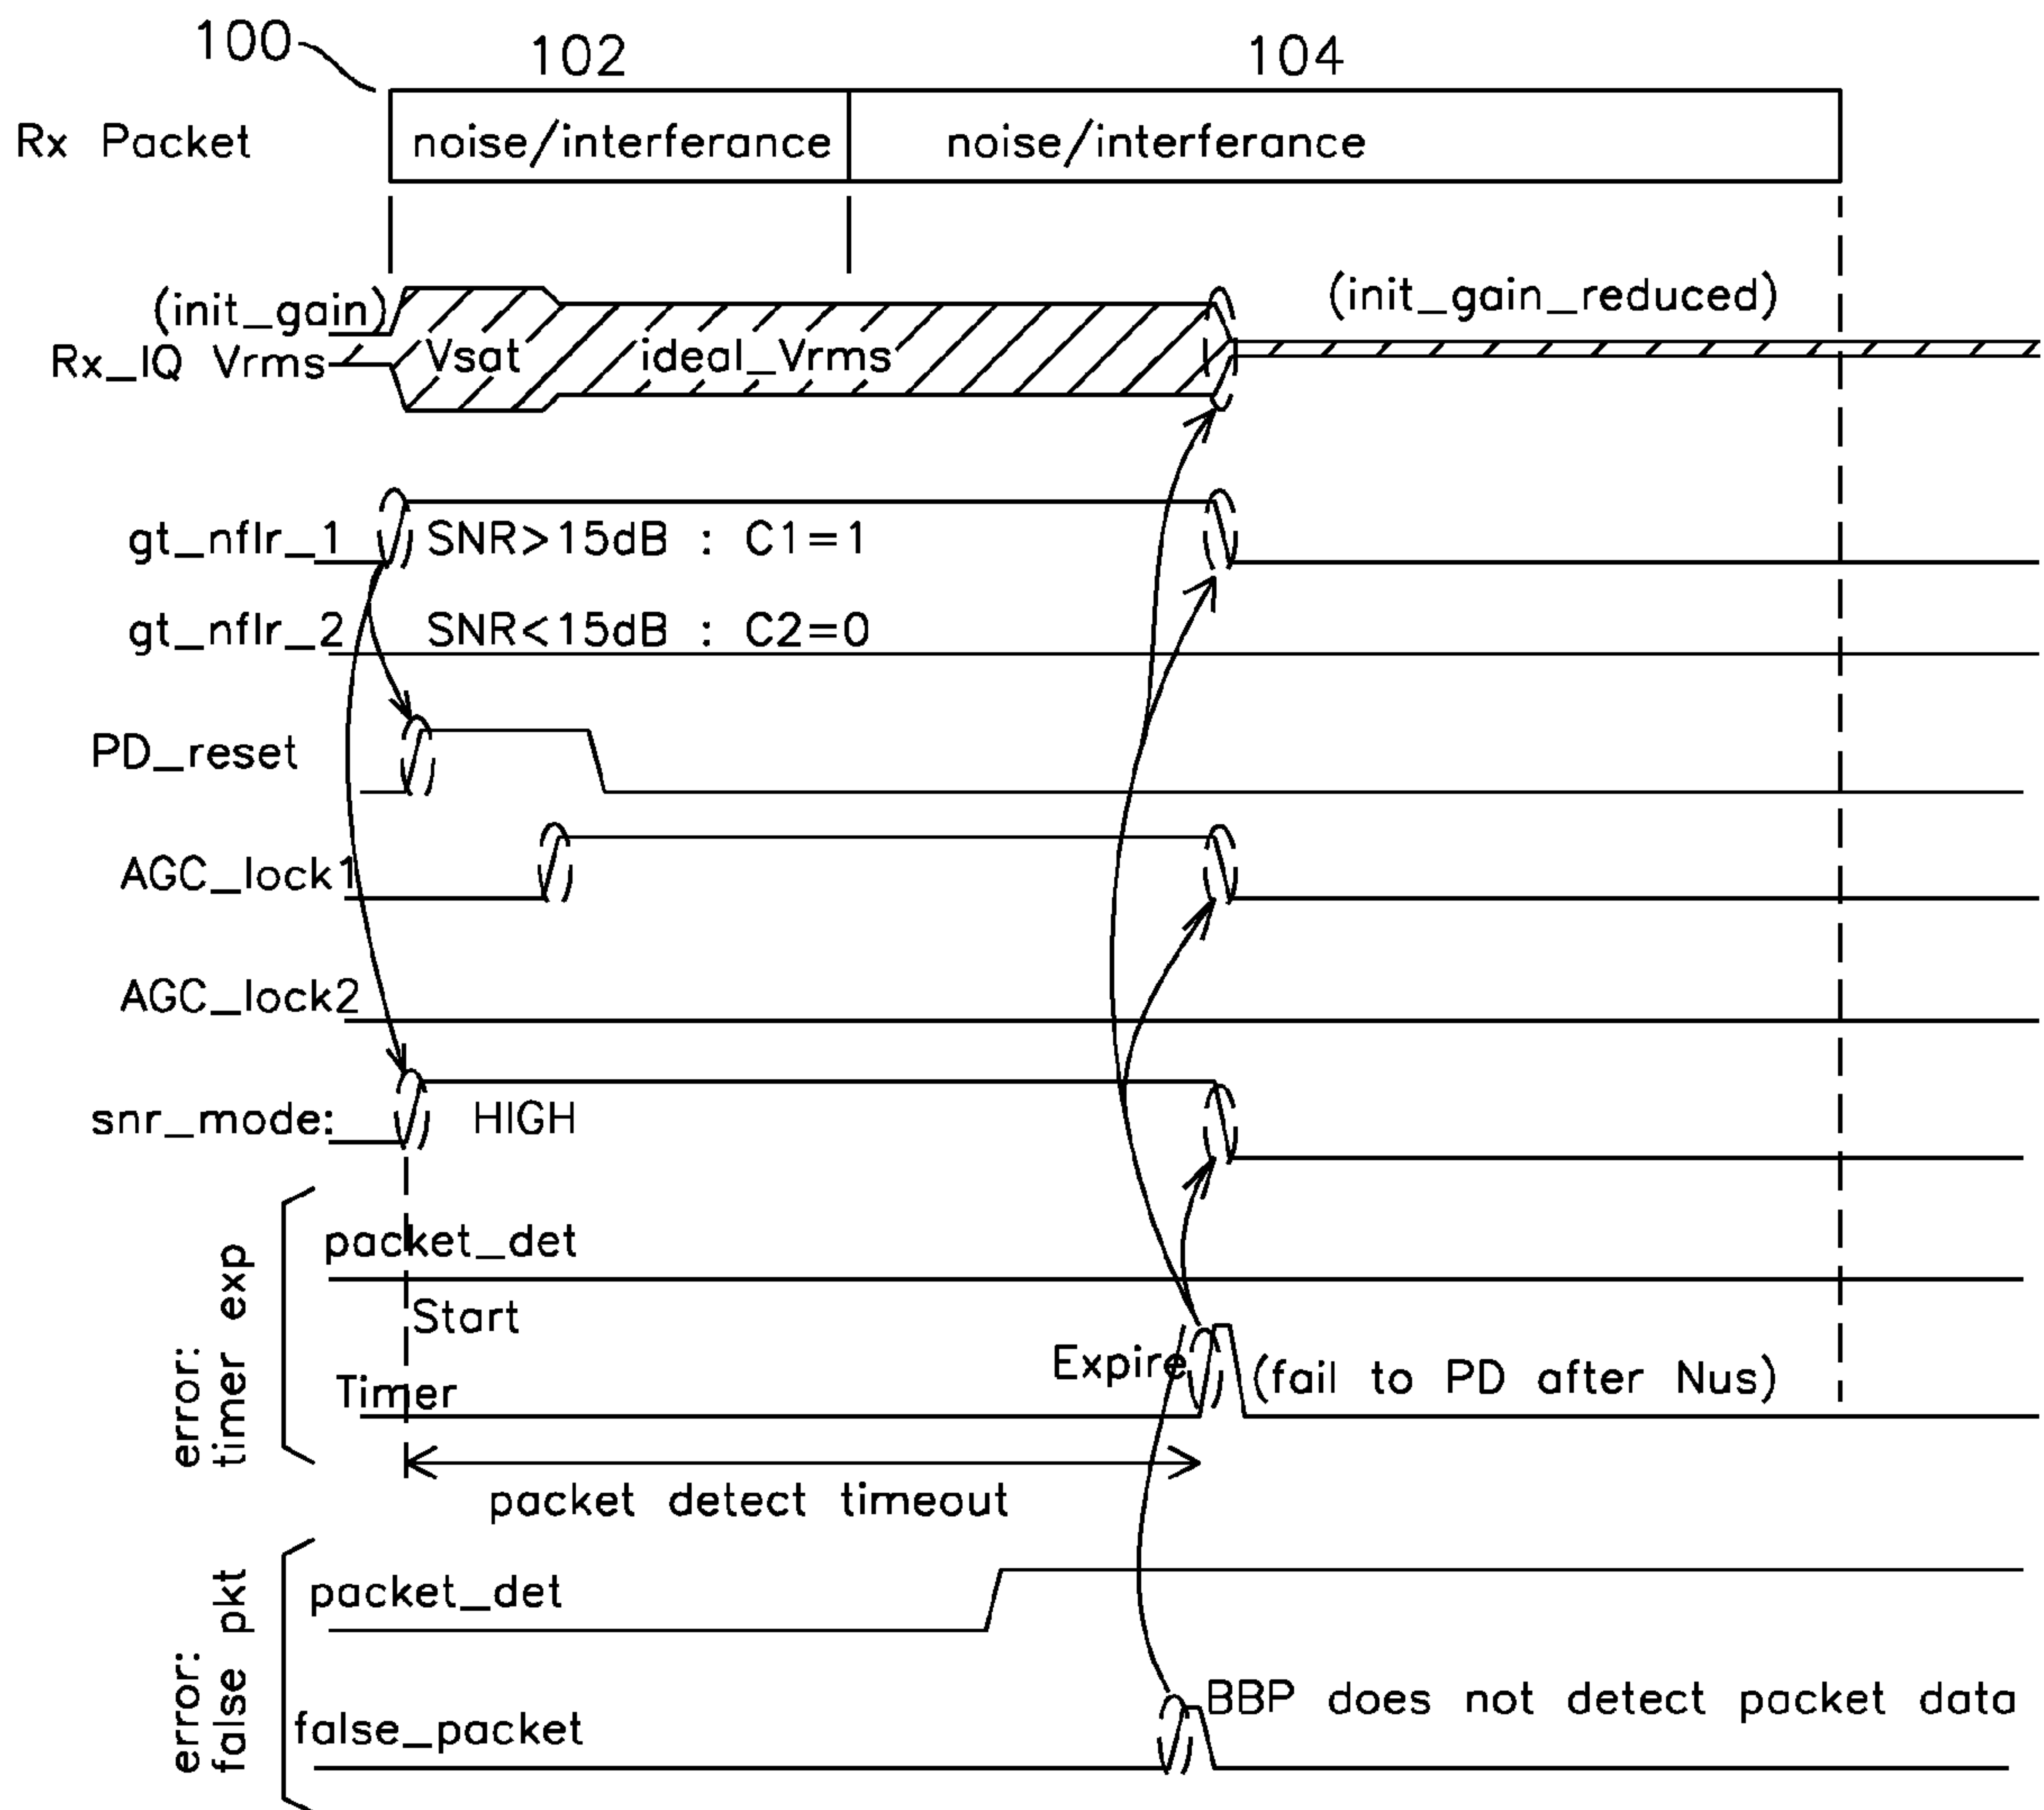 100
102
104
Rx Packet
noise/interferance
noise/interferance
(init_gain)
(init_gain_reduced)
Rx_IQ Vrms
Vsat
ideal_Vrms
gt_nflr_1
SNR>15dB : C1=1
gt_nflr_2
SNR<15dB : C2=0
PD_reset
AGC_lock1
AGC_lock2
snr_mode:
HIGH
error:
timer exp
packet_det
Start
Timer
Expire
(fail to PD after Nus)
packet detect timeout
error:
false pkt
packet_det
false_packet
BBP does not detect packet data